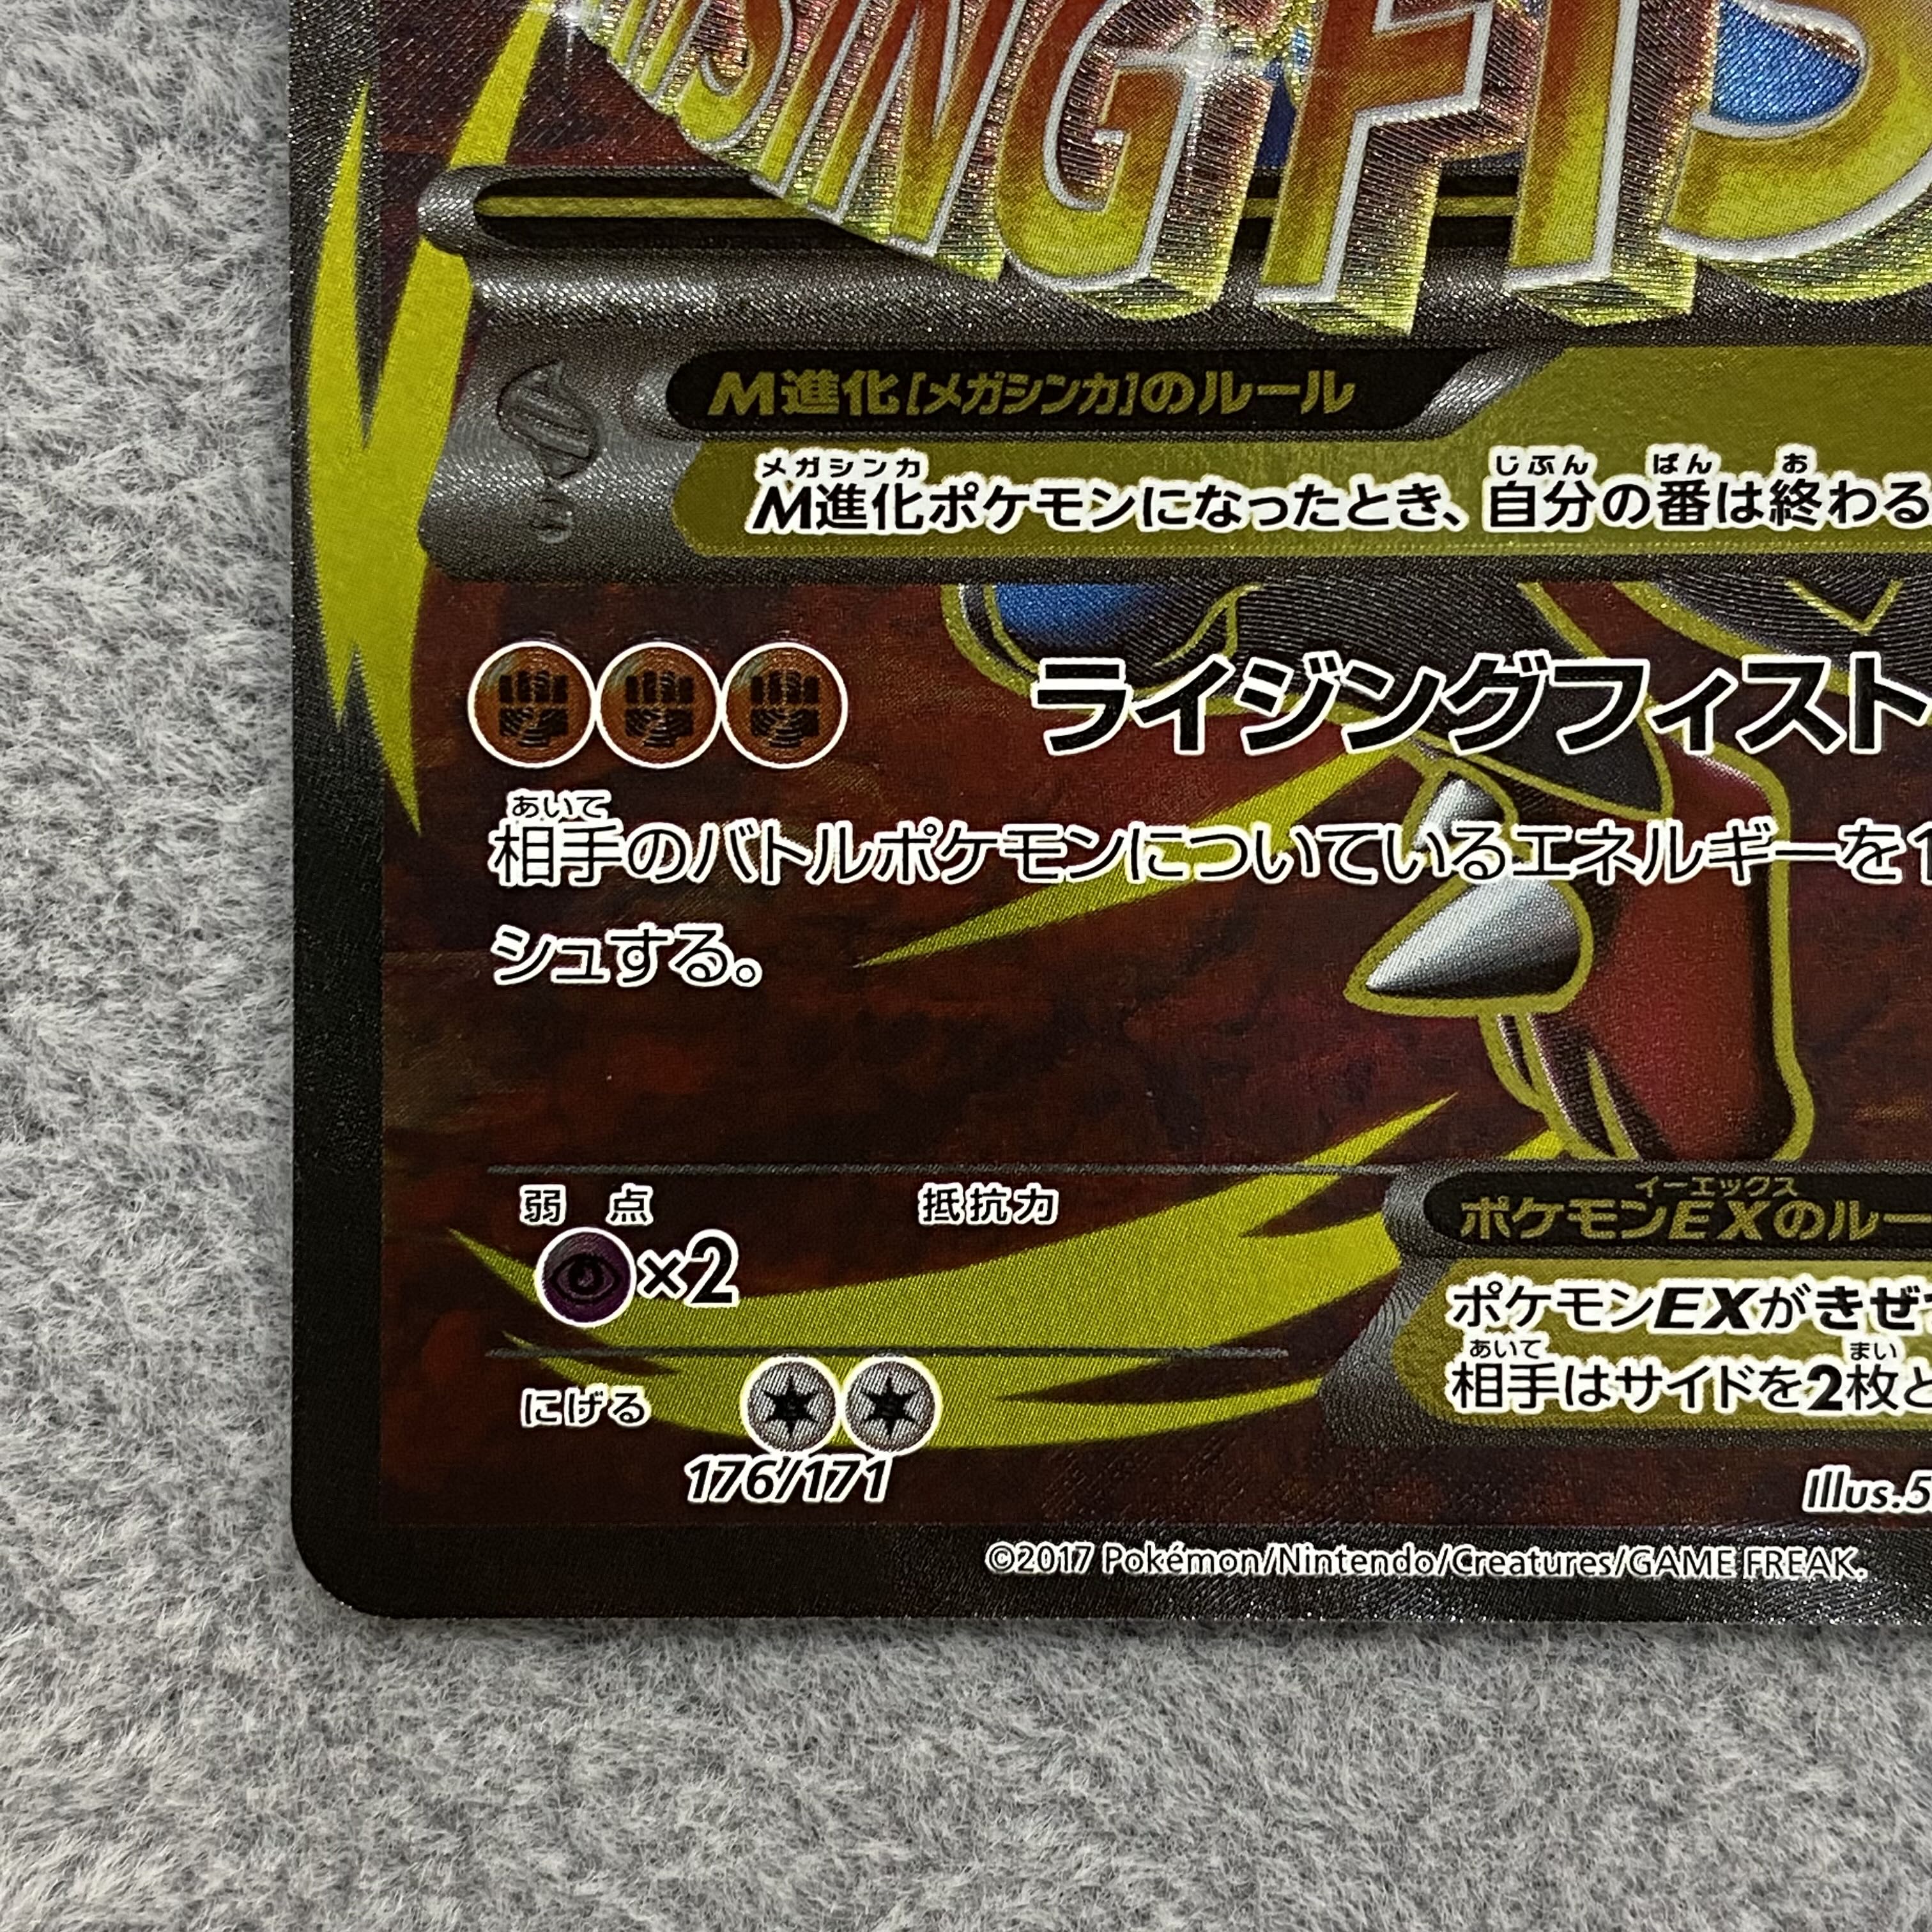 ISING FIS
M進化[メガシンカ]のルール
メガシンカ じぶん ばん お
M進化ポケモンになったとき、自分の番は終わる
ライジングフィスト
あいて
相手のバトルポケモンについているエネルギーを1
シュする。
弱点 抵抗力
×2
イーエックス
ポケモンEXのルー
ポケモンEXがきぜ
あいて まい
相手はサイドを2枚と
にげる
176/171
Illus.5
©2017 Pokémon/Nintendo/Creatures/GAME FREAK.